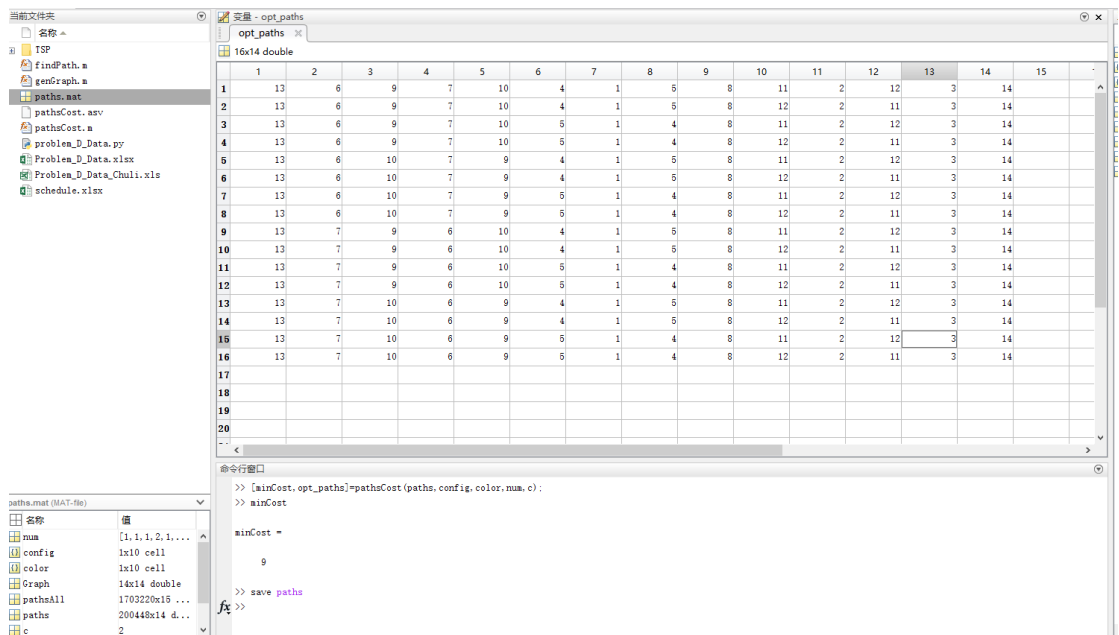 当前文件夹
名称
TSP
findPath.m
genGraph.m
paths.mat
pathsCost.asv
pathsCost.m
problem_D_Data.py
Problem_D_Data.xlsx
Problem_D_Data_Chuli.xls
schedule.xlsx
paths.mat (MAT-file)
名称 值
num [1,1,1,2,1,...
config 1x10 cell
color 1x10 cell
Graph 14x14 double
pathsAll 1703220x15 ...
paths 200448x14 d...
c 2
变量 - opt_paths
opt_paths
16x14 double
1 2 3 4 5 6 7 8 9 10 11 12 13 14 15
1 13 6 9 7 10 4 1 5 8 11 2 12 3 14
2 13 6 9 7 10 4 1 5 8 12 2 11 3 14
3 13 6 9 7 10 5 1 4 8 11 2 12 3 14
4 13 6 9 7 10 5 1 4 8 12 2 11 3 14
5 13 6 10 7 9 4 1 5 8 11 2 12 3 14
6 13 6 10 7 9 4 1 5 8 12 2 11 3 14
7 13 6 10 7 9 5 1 4 8 11 2 12 3 14
8 13 6 10 7 9 5 1 4 8 12 2 11 3 14
9 13 7 9 6 10 4 1 5 8 11 2 12 3 14
10 13 7 9 6 10 4 1 5 8 12 2 11 3 14
11 13 7 9 6 10 5 1 4 8 11 2 12 3 14
12 13 7 9 6 10 5 1 4 8 12 2 11 3 14
13 13 7 10 6 9 4 1 5 8 11 2 12 3 14
14 13 7 10 6 9 4 1 5 8 12 2 11 3 14
15 13 7 10 6 9 5 1 4 8 11 2 12 3 14
16 13 7 10 6 9 5 1 4 8 12 2 11 3 14
17
18
19
20
命令行窗口
>> [minCost,opt_paths]=pathsCost(paths,config,color,num,c);
>> minCost
minCost =
9
>> save paths
fx >>